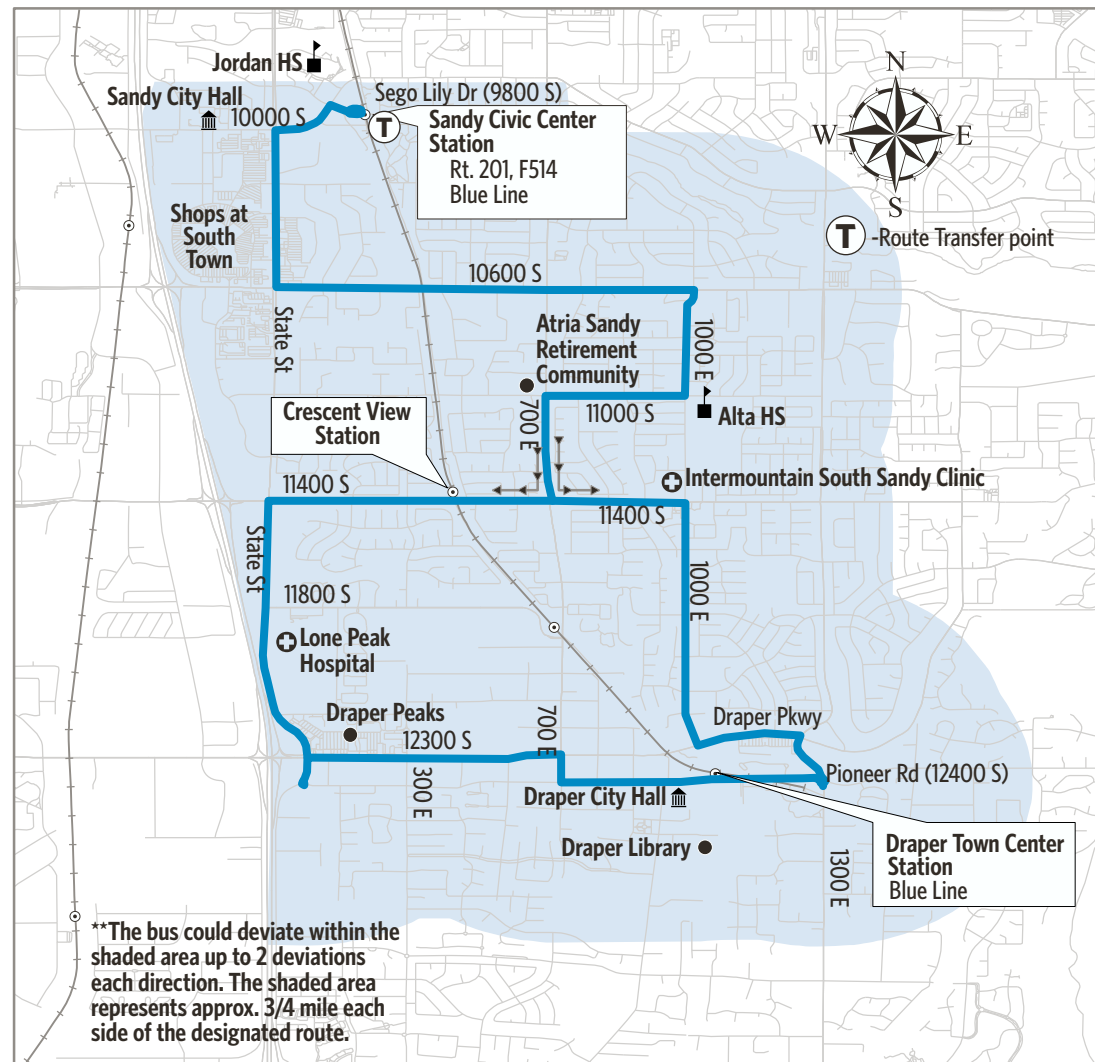 Jordan HS
Sandy City Hall
10000 S
Sego Lily Dr (9800 S)
T
Sandy Civic Center
Station
Rt. 201, F514
Blue Line
N
W
E
S
T
-Route Transfer point
Shops at
South
Town
10600 S
State St
Atria Sandy
Retirement
Community
1000 E
700 E
11000 S
Alta HS
Crescent View
Station
Intermountain South Sandy Clinic
11400 S
11400 S
State St
1000 E
11800 S
Lone Peak
Hospital
Draper Peaks
12300 S
700 E
300 E
Draper Pkwy
Pioneer Rd (12400 S)
Draper City Hall
Draper Library
1300 E
Draper Town Center
Station
Blue Line
**The bus could deviate within the
shaded area up to 2 deviations
each direction. The shaded area
represents approx. 3/4 mile each
side of the designated route.